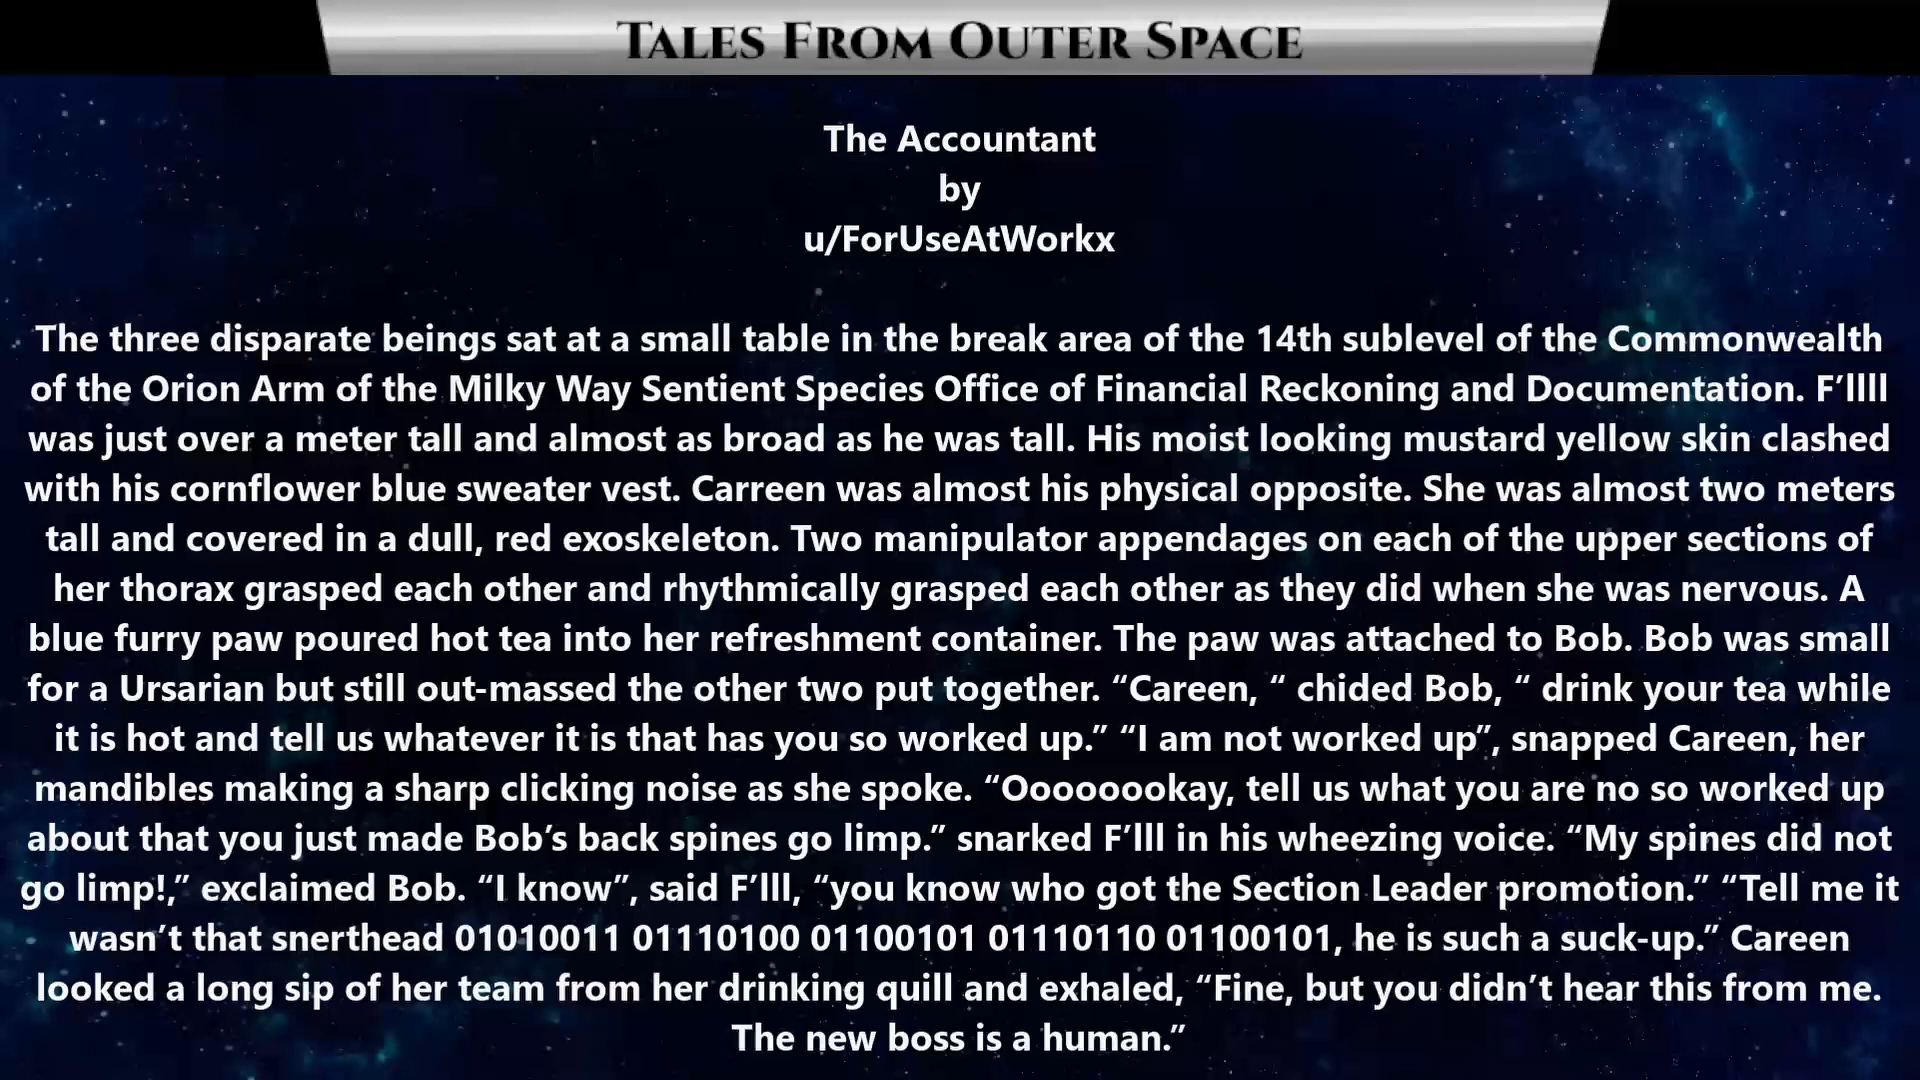 Tales From Outer Space
The Accountant
by
u/ForUseAtWorkx
The three disparate beings sat at a small table in the break area of the 14th sublevel of the Commonwealth
of the Orion Arm of the Milky Way Sentient Species Office of Financial Reckoning and Documentation. F’llll
was just over a meter tall and almost as broad as he was tall. His moist looking mustard yellow skin clashed
with his cornflower blue sweater vest. Carreen was almost his physical opposite. She was almost two meters
tall and covered in a dull, red exoskeleton. Two manipulator appendages on each of the upper sections of
her thorax grasped each other and rhythmically grasped each other as they did when she was nervous. A
blue furry paw poured hot tea into her refreshment container. The paw was attached to Bob. Bob was small
for a Ursarian but still out-massed the other two put together. “Careen, “ chided Bob, “ drink your tea while
it is hot and tell us whatever it is that has you so worked up.” “I am not worked up”, snapped Careen, her
mandibles making a sharp clicking noise as she spoke. “Oooooookay, tell us what you are no so worked up
about that you just made Bob’s back spines go limp.” snarked F’lll in his wheezing voice. “My spines did not
go limp!,” exclaimed Bob. “I know”, said F’lll, “you know who got the Section Leader promotion.” “Tell me it
wasn’t that snerthead 01010011 01110100 01100101 01110110 01100101, he is such a suck-up.” Careen
looked a long sip of her team from her drinking quill and exhaled, “Fine, but you didn’t hear this from me.
The new boss is a human.”